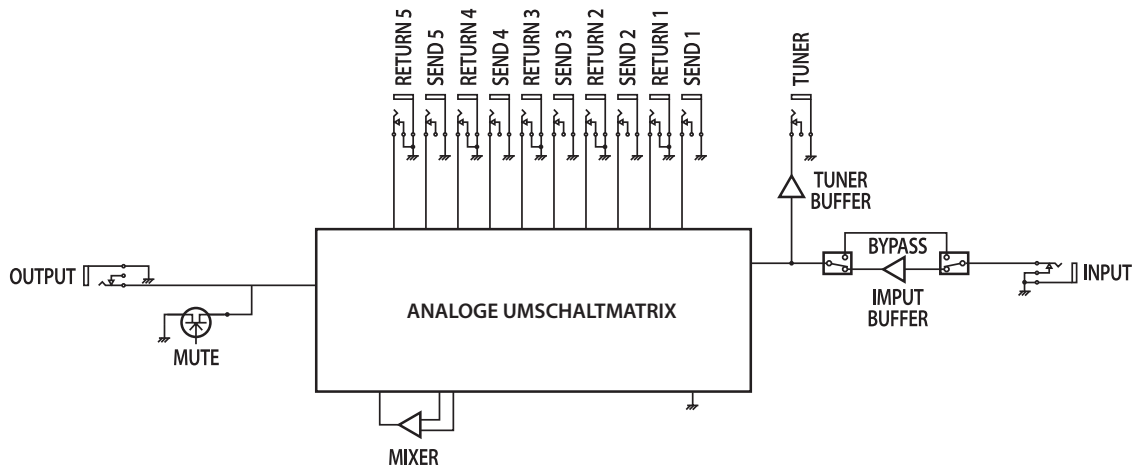 RETURN 5
SEND 5
RETURN 4
SEND 4
RETURN 3
SEND 3
RETURN 2
SEND 2
RETURN 1
SEND 1
TUNER
TUNER
BUFFER
BYPASS
IMPUT
BUFFER
INPUT
OUTPUT
MUTE
ANALOGE UMSCHALTMATRIX
MIXER